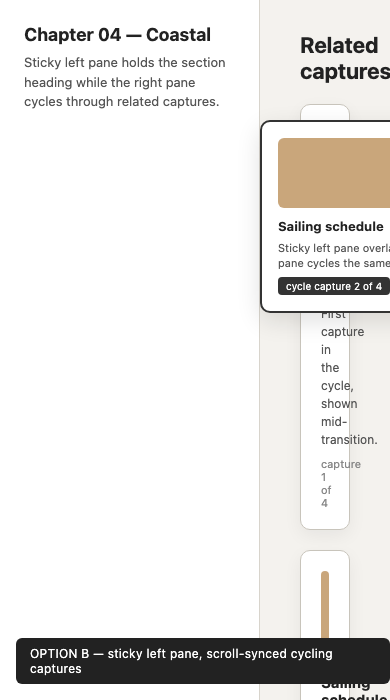 Chapter 04 — Coastal
Sticky left pane holds the section
heading while the right pane
cycles through related captures.
Related
captures
Sailing schedule
Sticky left pane
pane cycles the same
cycle capture 2 of 4
First
capture
in
the
cycle,
shown
mid-
transition.
capture
1
of
4
Sailing
schedule
OPTION B — sticky left pane, scroll-synced cycling
captures